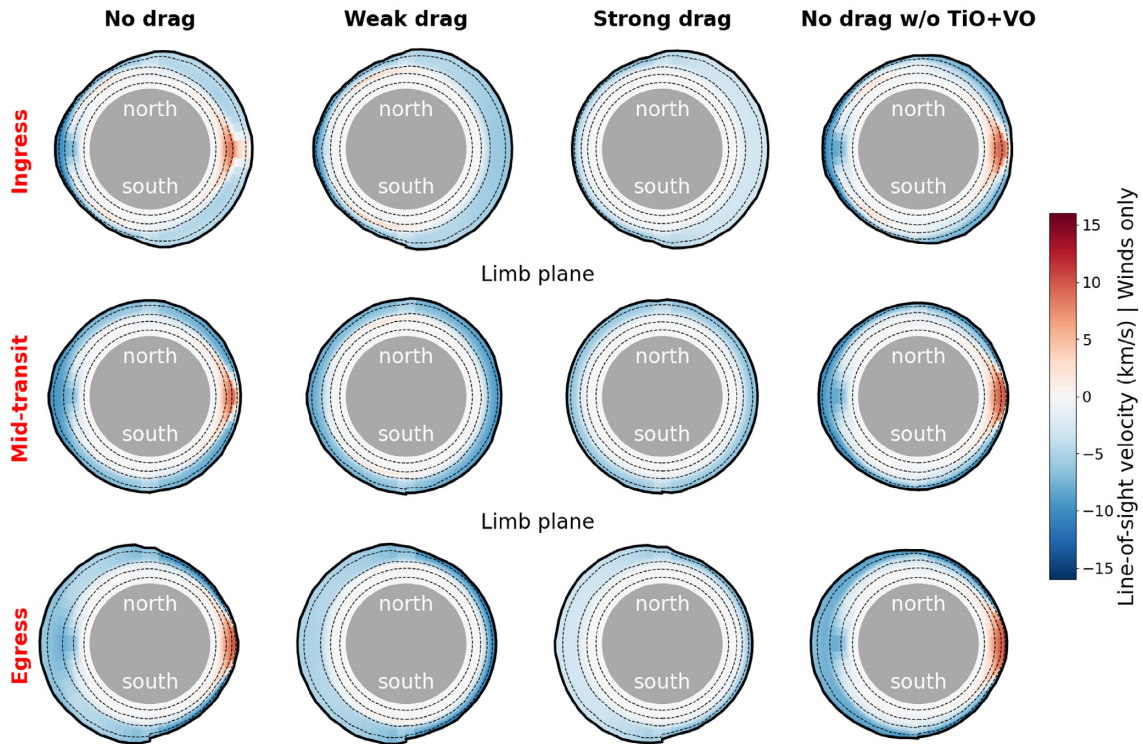 No drag
Weak drag
Strong drag
No drag w/o TiO+VO
Ingress
north
south
north
south
north
south
north
south
Limb plane
Mid-transit
north
south
north
south
north
south
north
south
Limb plane
Egress
north
south
north
south
north
south
north
south
15
10
5
0
−5
−10
−15
Line-of-sight velocity (km/s) | Winds only